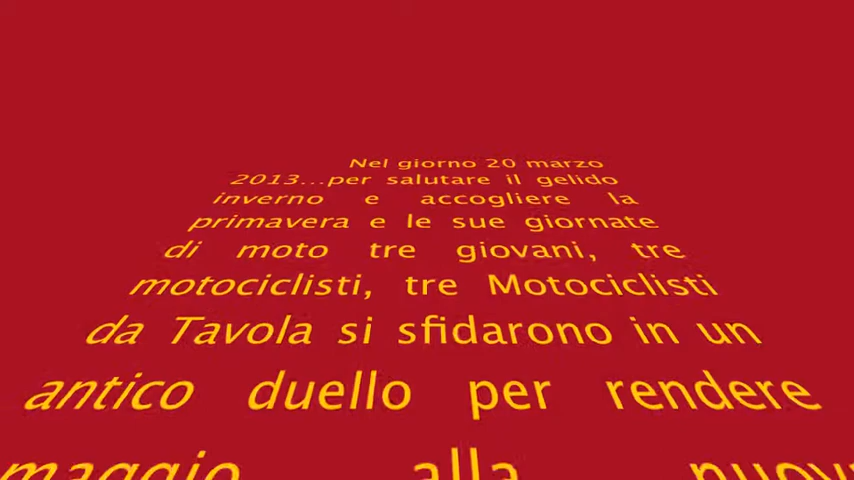 Nel giorno 20 marzo
2013...per salutare il gelido
inverno e accogliere la
primavera e le sue giornate
di moto tre giovani, tre
motociclisti, tre Motociclisti
da Tavola si sfidarono in un
antico duello per rendere
maggio alla